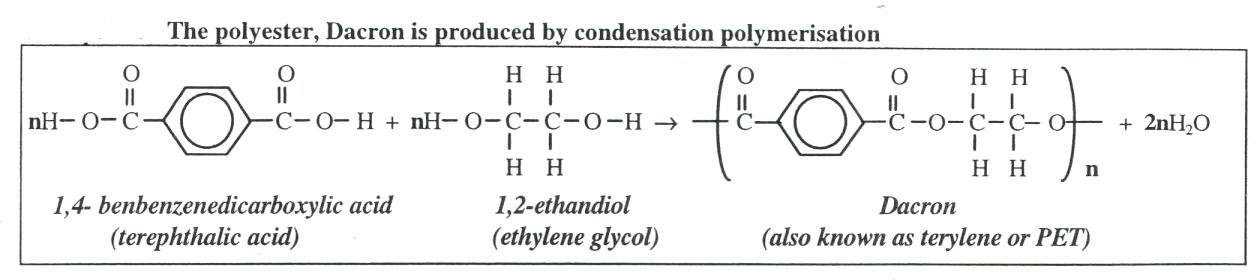 The polyester, Dacron is produced by condensation polymerisation
O O H H O O H H
nH-O-C- -C-O-H + nH-O-C-C-O-H → -C- -C-O-C-C-O- + 2nH₂O
H H H H n
1,4- benbenzenedicarboxylic acid 1,2-ethandiol Dacron
(terephthalic acid) (ethylene glycol) (also known as terylene or PET)